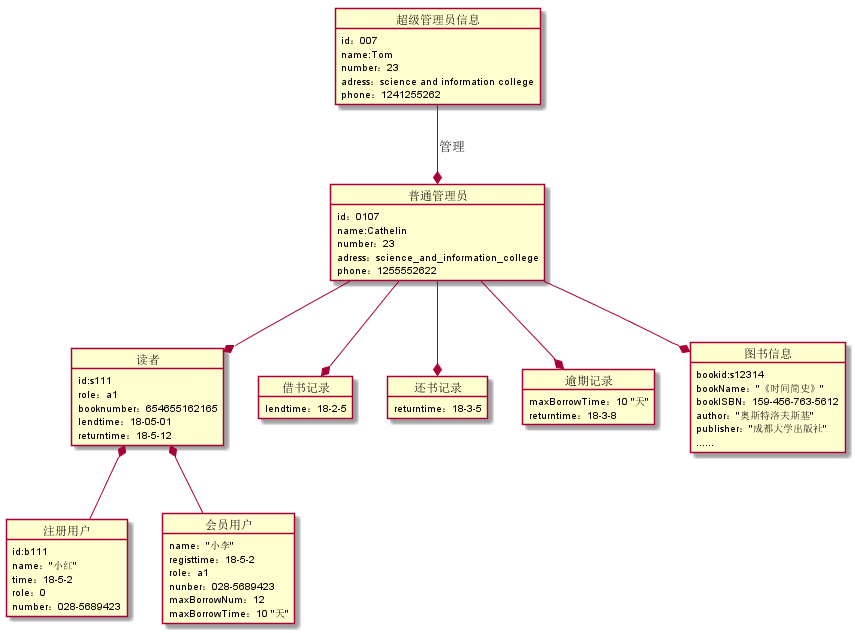 超级管理员信息
id：007
name:Tom
number：23
adress：science and information college
phone：1241255262
管理
普通管理员
id：0107
name:Cathelin
number：23
adress：science_and_information_college
phone：1255552622
读者
id:s111
role：a1
booknumber：654655162165
lendtime：18-05-01
returntime：18-5-12
借书记录
lendtime：18-2-5
还书记录
returntime：18-3-5
逾期记录
maxBorrowTime：10 "天"
returntime：18-3-8
图书信息
bookid:s12314
bookName："《时间简史》"
bookISBN：159-456-763-5612
author："奥斯特洛夫斯基"
publisher："成都大学出版社"
......
注册用户
id:b111
name："小红"
time：18-5-2
role：0
number：028-5689423
会员用户
name："小李"
registtime：18-5-2
role：a1
nunber：028-5689423
maxBorrowNum：12
maxBorrowTime：10 "天"